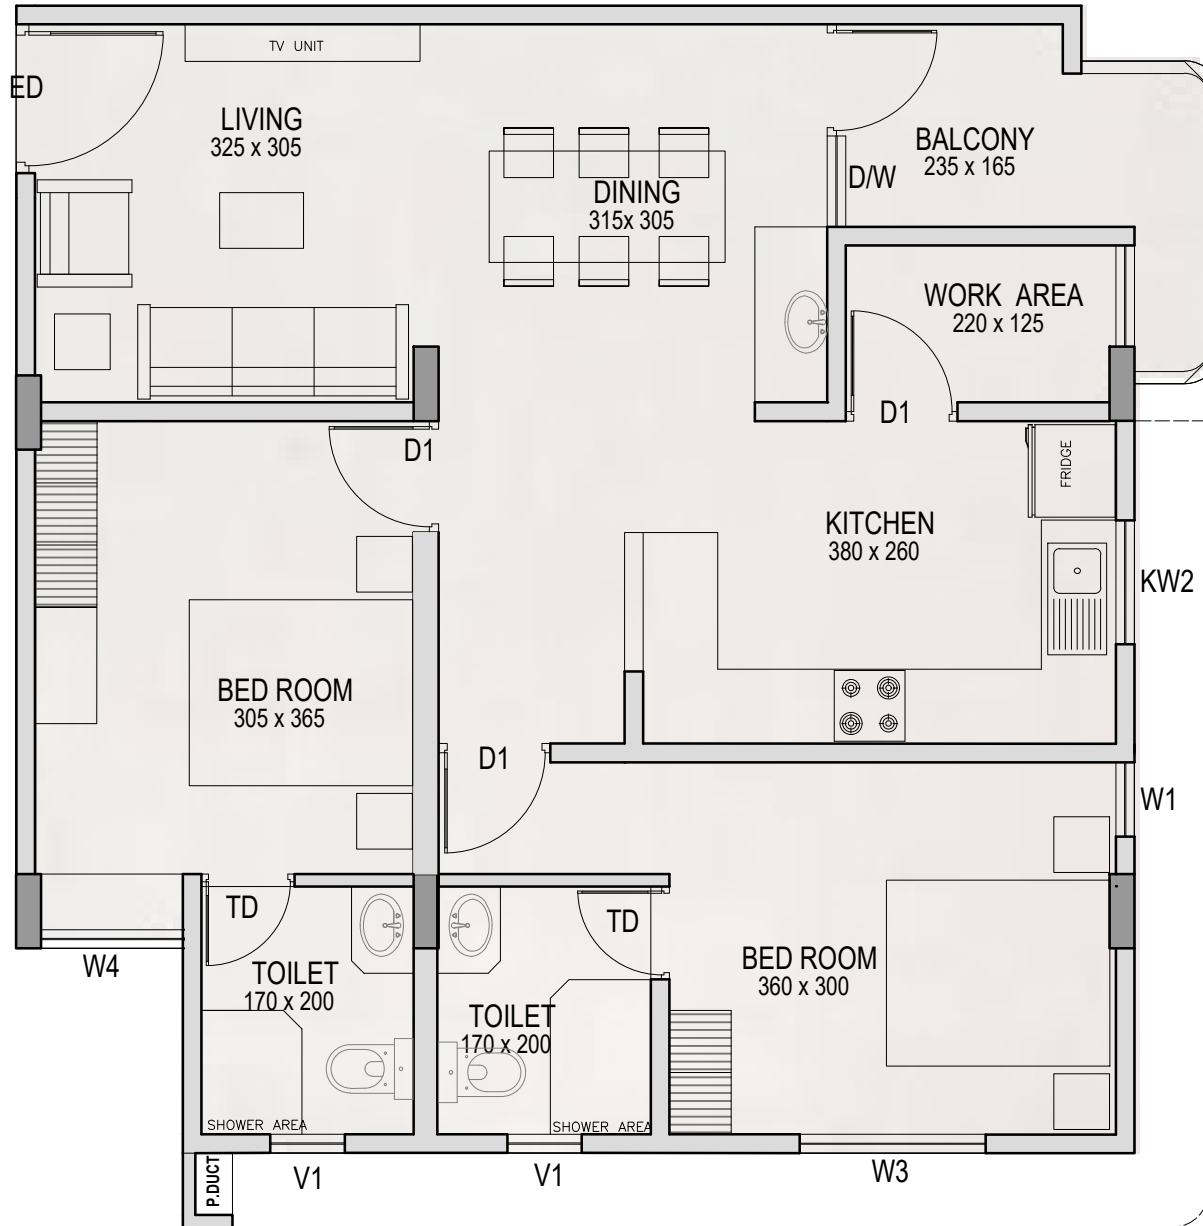 TV UNIT
ED
LIVING
325 x 305
BALCONY
235 x 165
D/W
DINING
315x 305
WORK AREA
220 x 125
D1
D1
FRIDGE
KITCHEN
380 x 260
KW2
BED ROOM
305 x 365
D1
W1
TD
TD
W4
TOILET
170 x 200
BED ROOM
360 x 300
TOILET
170 x 200
SHOWER AREA
SHOWER AREA
P.DUCT
V1
V1
W3